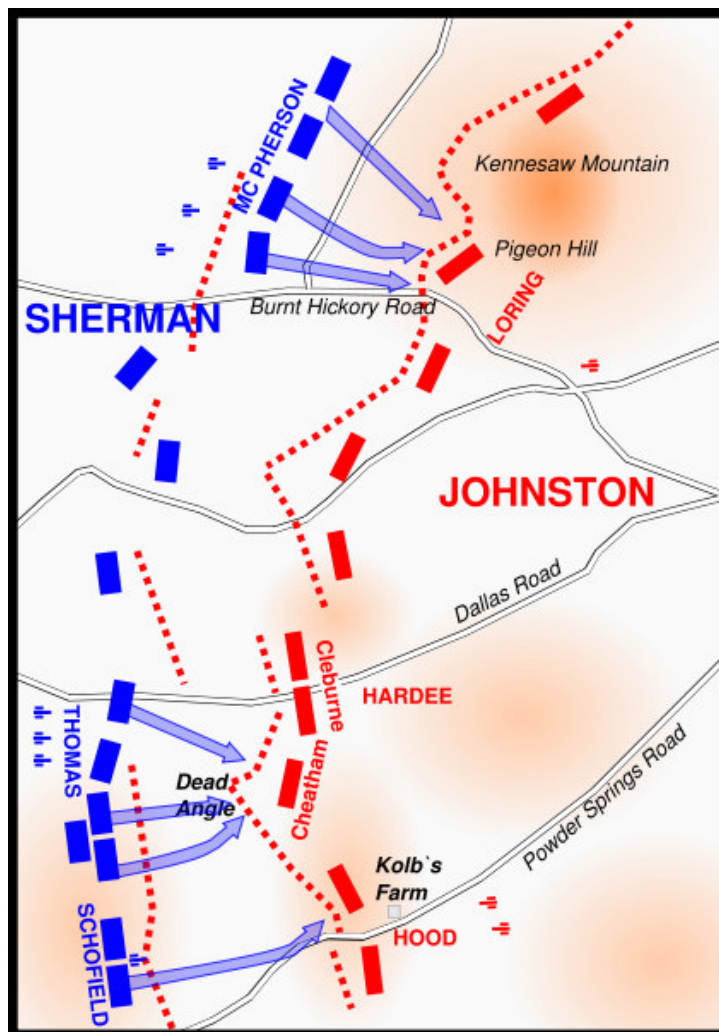 MC PHERSON
Kennesaw Mountain
Pigeon Hill
LORING
Burnt Hickory Road
SHERMAN
JOHNSTON
Dallas Road
Cleburne
HARDEE
THOMAS
Cheatham
Dead
Angle
Powder Springs Road
Kolb`s
Farm
SCHOFIELD
HOOD